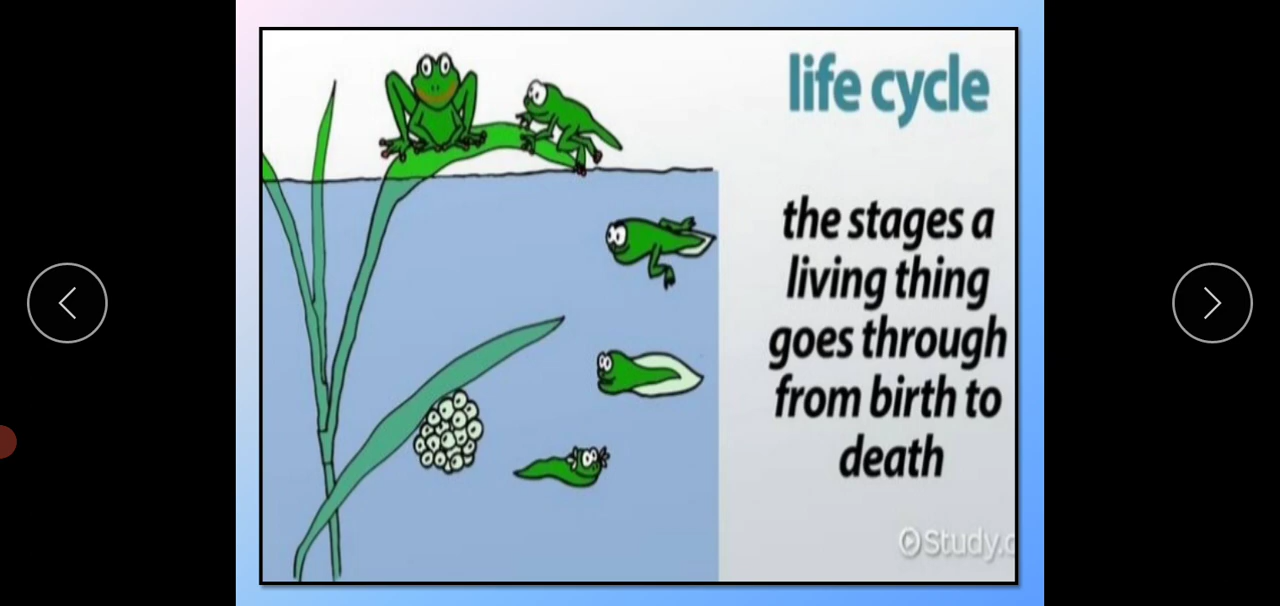 life cycle
the stages a
living thing
goes through
from birth to
death
Study.c